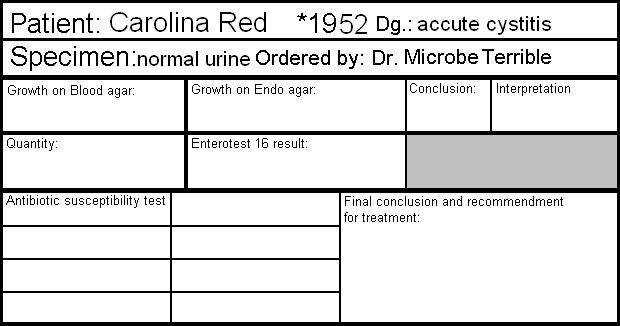 Patient: Carolina Red *1952 Dg.: accute cystitis
Specimen:normal urine Ordered by: Dr. Microbe Terrible
Growth on Blood agar: Growth on Endo agar: Conclusion: Interpretation
Quantity: Enterotest 16 result:
Antibiotic susceptibility test Final conclusion and recommendment
for treatment: